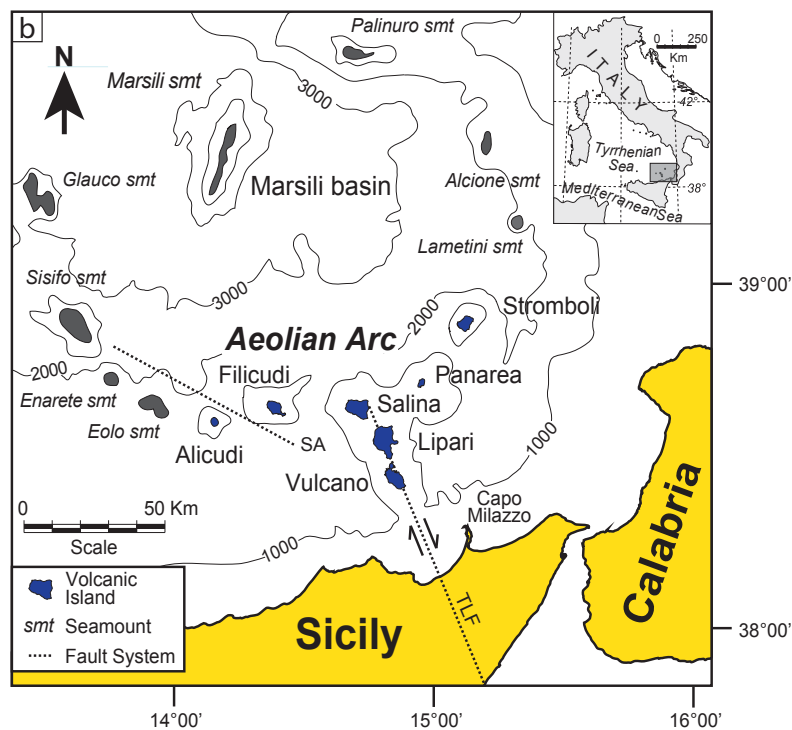 b
Palinuro smt
N
Marsili smt
3000
Marsili basin
Glauco smt
Alcione smt
Lametini smt
Sisifo smt
3000
2000
Stromboli
Aeolian Arc
2000
Filicudi
Panarea
Enarete smt
Salina
Eolo smt
SA
Lipari
1000
Alicudi
Vulcano
0 50 Km
Scale
Capo
Milazzo
1000
Calabria
TLF
Sicily
Volcanic
Island
smt Seamount
Fault System
0 250
Km
ITALY
42°
Tyrrhenian
Sea
38°
Mediterranean Sea
39°00'
38°00'
14°00' 15°00' 16°00'